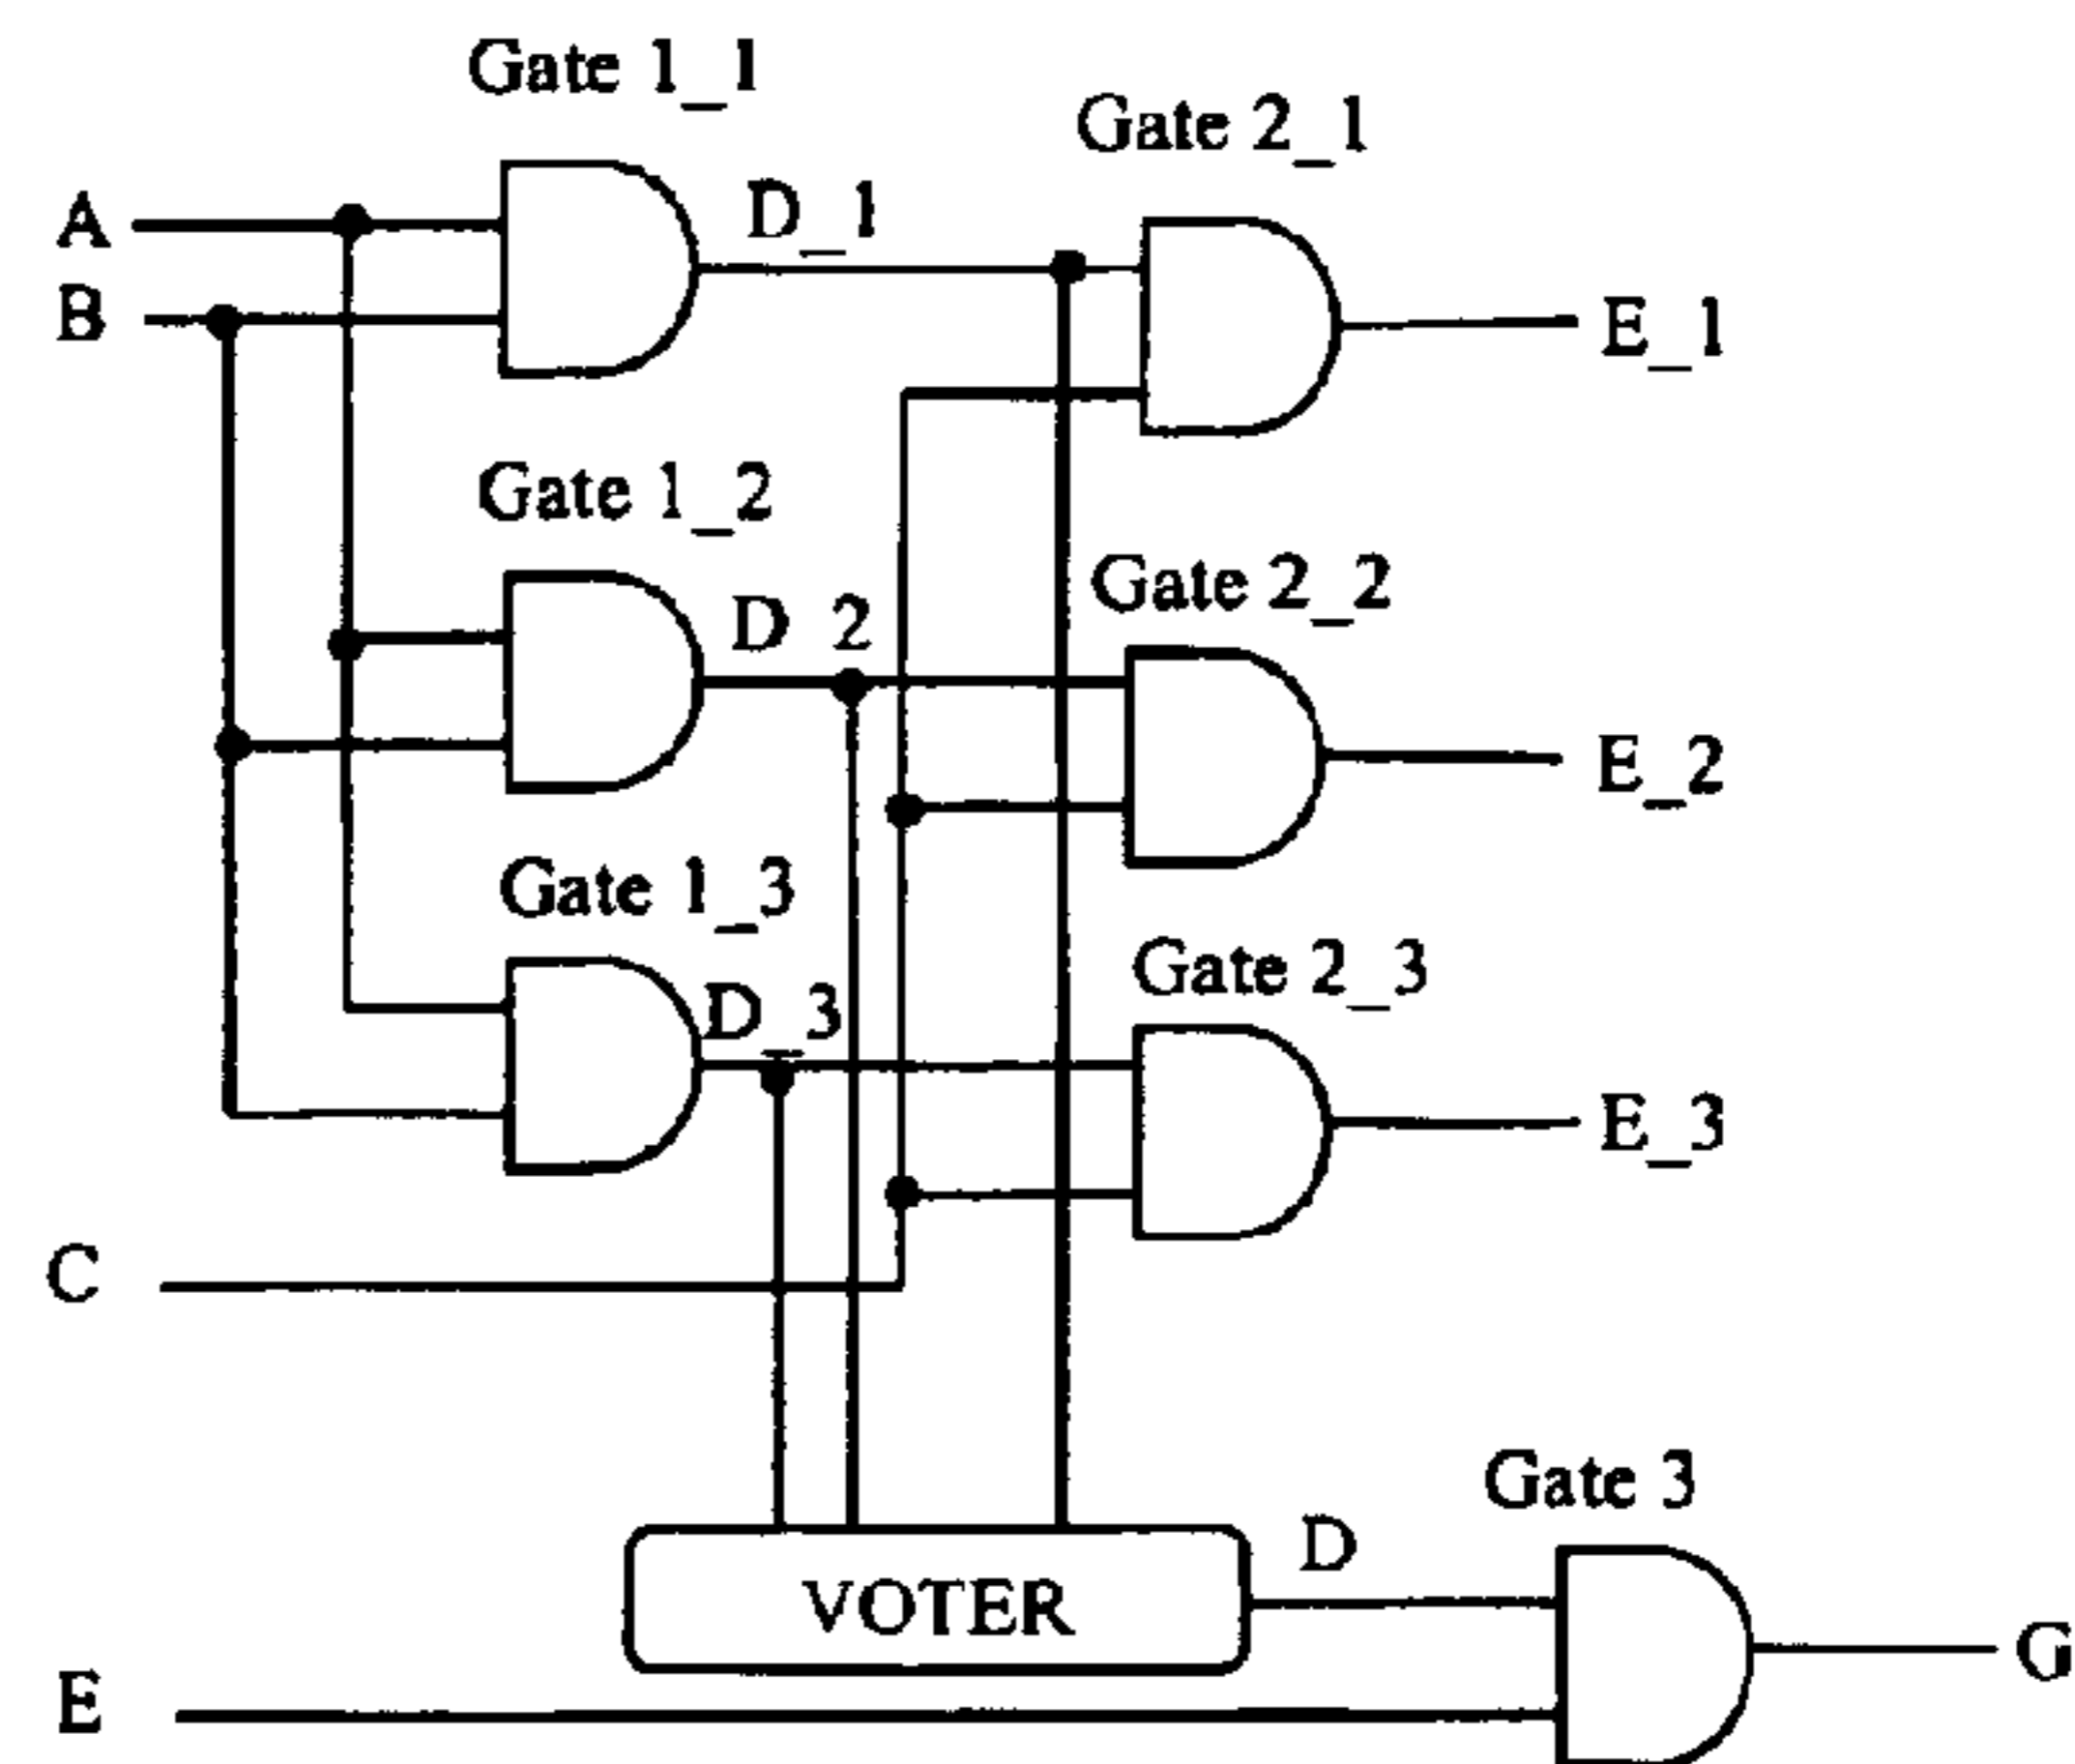 Gate 1_1
Gate 2_1
A
D_1
B
E_1
Gate 1_2
Gate 2_2
D_2
E_2
Gate 1_3
Gate 2_3
D_3
E_3
C
Gate 3
D
VOTER
G
E